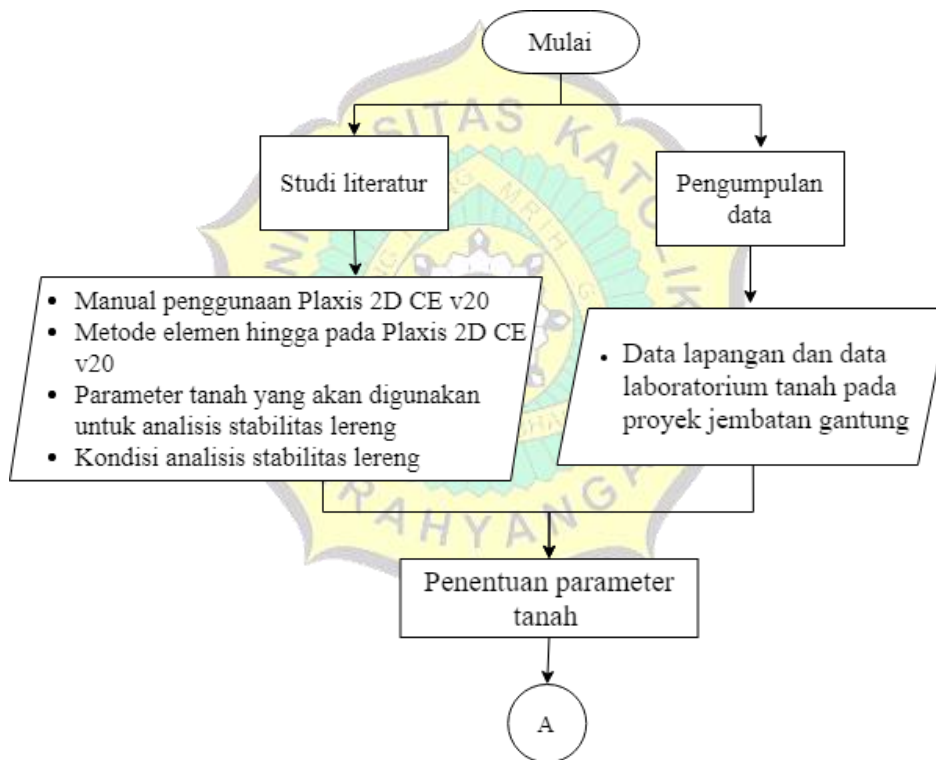 Mulai
Studi literatur
Pengumpulan
data
• Manual penggunaan Plaxis 2D CE v20
• Metode elemen hingga pada Plaxis 2D CE
v20
• Parameter tanah yang akan digunakan
untuk analisis stabilitas lereng
• Kondisi analisis stabilitas lereng
• Data lapangan dan data
laboratorium tanah pada
proyek jembatan gantung
Penentuan parameter
tanah
A